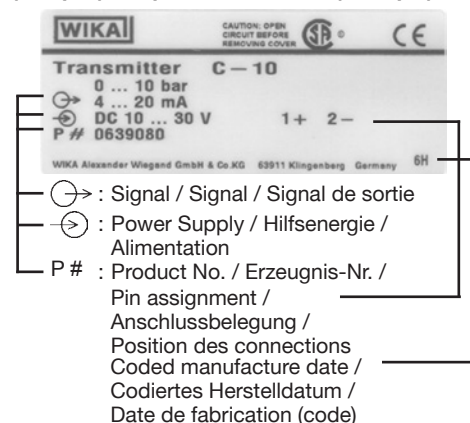 WIKA
CAUTION: OPEN
CIRCUIT BEFORE
REMOVING COVER
SA
CE
Transmitter C-10
0 ... 10 bar
4 ... 20 mA
DC 10 ... 30 V 1+ 2-
P # 0639080
WIKA Alexander Wiegand GmbH & Co.KG 63911 Klingenberg Germany 6H
: Signal / Signal / Signal de sortie
: Power Supply / Hilfsenergie /
Alimentation
P # : Product No. / Erzeugnis-Nr. /
Pin assignment /
Anschlussbelegung /
Position des connections
Coded manufacture date /
Codiertes Herstelldatum /
Date de fabrication (code)